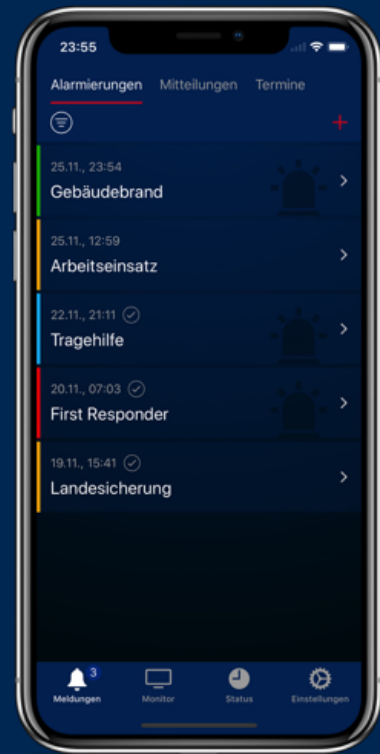 23:55
Alarmierungen Mitteilungen Termine
25.11., 23:54
Gebäudebrand
25.11., 12:59
Arbeitseinsatz
22.11., 21:11
Tragehilfe
20.11., 07:03
First Responder
19.11., 15:41
Landesicherung
3
Meldungen Monitor Status Einstellungen